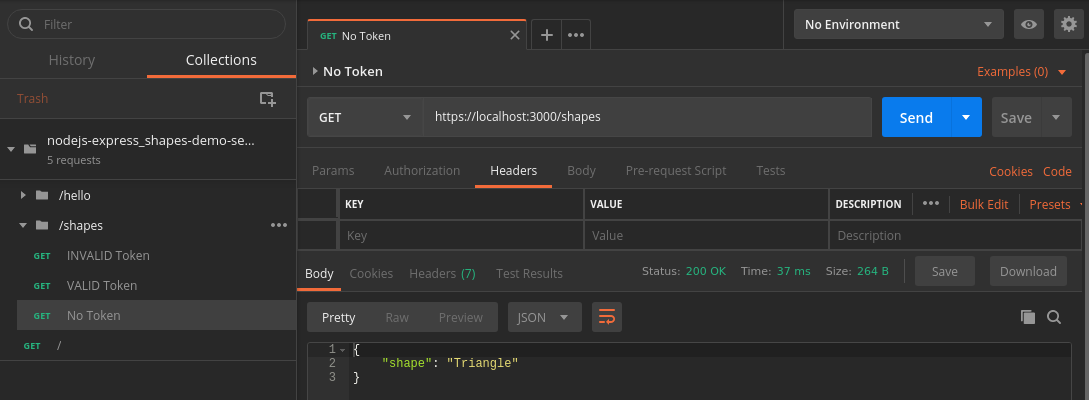 Filter
History
Collections
Trash
nodejs-express_shapes-demo-se...
5 requests
/hello
/shapes
GET INVALID Token
GET VALID Token
GET No Token
GET /
GET No Token
No Environment
No Token
Examples (0)
GET
https://localhost:3000/shapes
Send
Save
Params Authorization Headers Body Pre-request Script Tests
Cookies Code
KEY VALUE DESCRIPTION Bulk Edit Presets
Key Value Description
Body Cookies Headers (7) Test Results
Status: 200 OK Time: 37 ms Size: 264 B
Save Download
Pretty Raw Preview JSON
1 {
2 "shape": "Triangle"
3 }